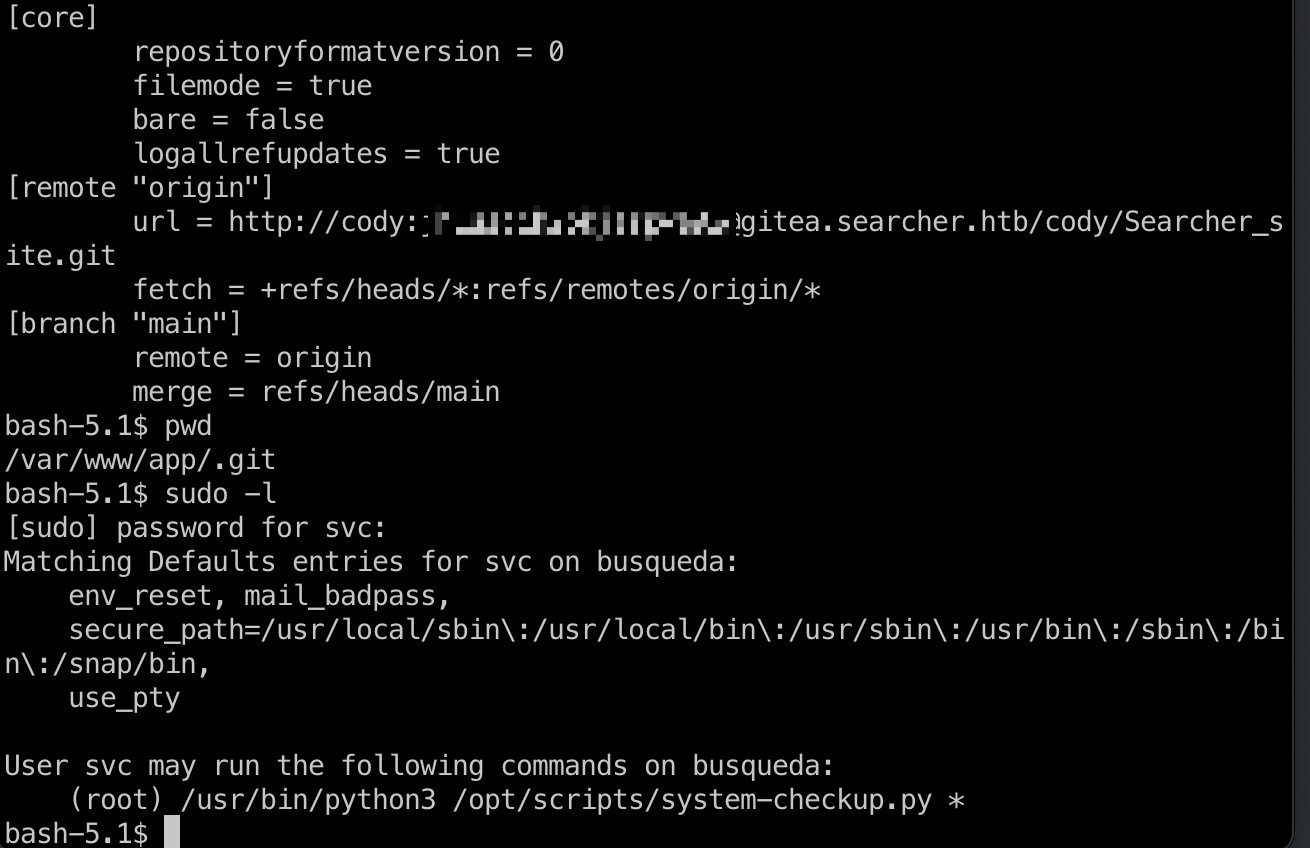 [core]
        repositoryformatversion = 0
        filemode = true
        bare = false
        logallrefupdates = true
[remote "origin"]
        url = http://cody: gitea.searcher.htb/cody/Searcher_s
ite.git
        fetch = +refs/heads/*:refs/remotes/origin/*
[branch "main"]
        remote = origin
        merge = refs/heads/main
bash-5.1$ pwd
/var/www/app/.git
bash-5.1$ sudo -l
[sudo] password for svc:
Matching Defaults entries for svc on busqueda:
    env_reset, mail_badpass,
    secure_path=/usr/local/sbin\:/usr/local/bin\:/usr/sbin\:/usr/bin\:/sbin\:/bi
n\:/snap/bin,
    use_pty

User svc may run the following commands on busqueda:
    (root) /usr/bin/python3 /opt/scripts/system-checkup.py *
bash-5.1$